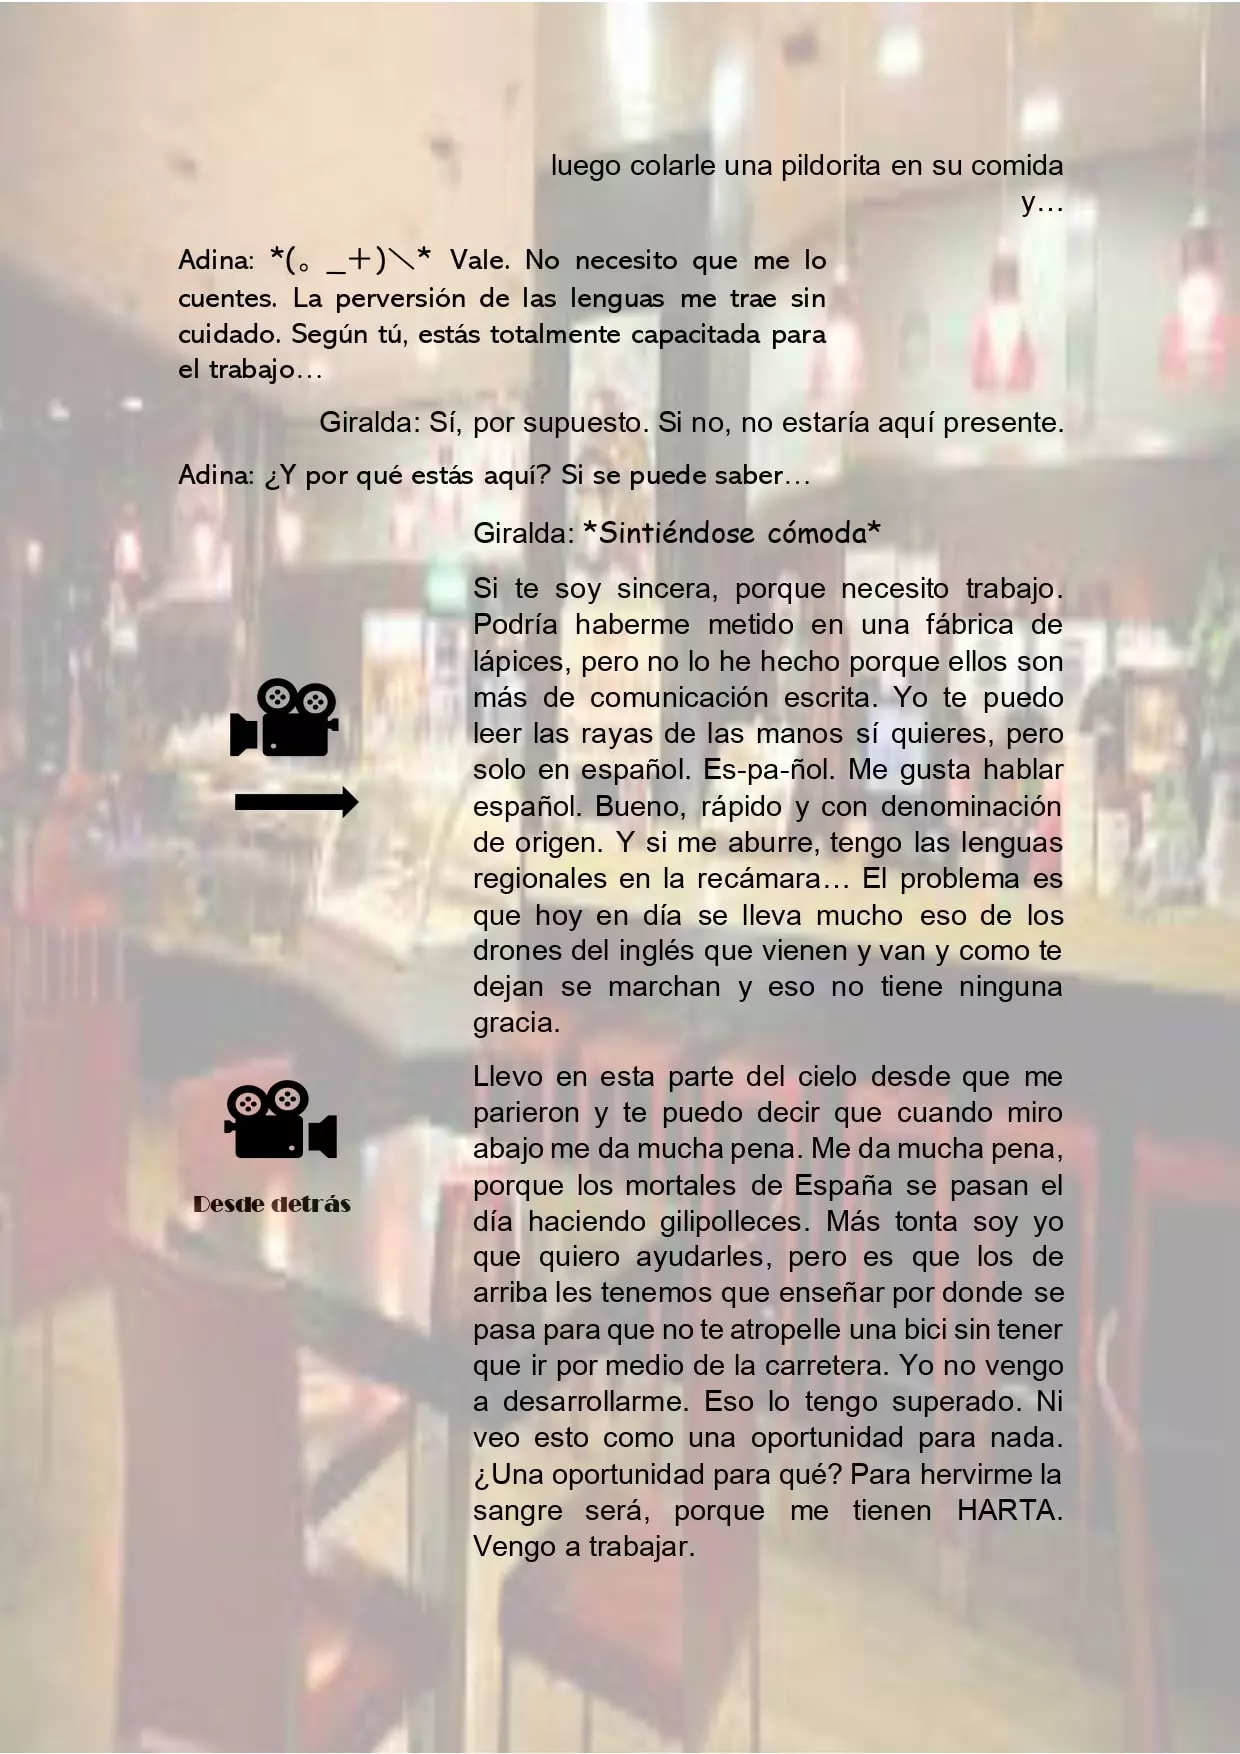 luego colarle una pildorita en su comida
y…
Adina: *(。_＋)＼* Vale. No necesito que me lo
cuentes. La perversión de las lenguas me trae sin
cuidado. Según tú, estás totalmente capacitada para
el trabajo…
Giralda: Sí, por supuesto. Si no, no estaría aquí presente.
Adina: ¿Y por qué estás aquí? Si se puede saber…
Giralda: *Sintiéndose cómoda*
Si te soy sincera, porque necesito trabajo.
Podría haberme metido en una fábrica de
lápices, pero no lo he hecho porque ellos son
más de comunicación escrita. Yo te puedo
leer las rayas de las manos sí quieres, pero
solo en español. Es-pa-ñol. Me gusta hablar
español. Bueno, rápido y con denominación
de origen. Y si me aburre, tengo las lenguas
regionales en la recámara… El problema es
que hoy en día se lleva mucho eso de los
drones del inglés que vienen y van y como te
dejan se marchan y eso no tiene ninguna
gracia.
Llevo en esta parte del cielo desde que me
parieron y te puedo decir que cuando miro
abajo me da mucha pena. Me da mucha pena,
porque los mortales de España se pasan el
día haciendo gilipolleces. Más tonta soy yo
que quiero ayudarles, pero es que los de
arriba les tenemos que enseñar por donde se
pasa para que no te atropelle una bici sin tener
que ir por medio de la carretera. Yo no vengo
a desarrollarme. Eso lo tengo superado. Ni
veo esto como una oportunidad para nada.
¿Una oportunidad para qué? Para hervirme la
sangre será, porque me tienen HARTA.
Vengo a trabajar.
Desde detrás